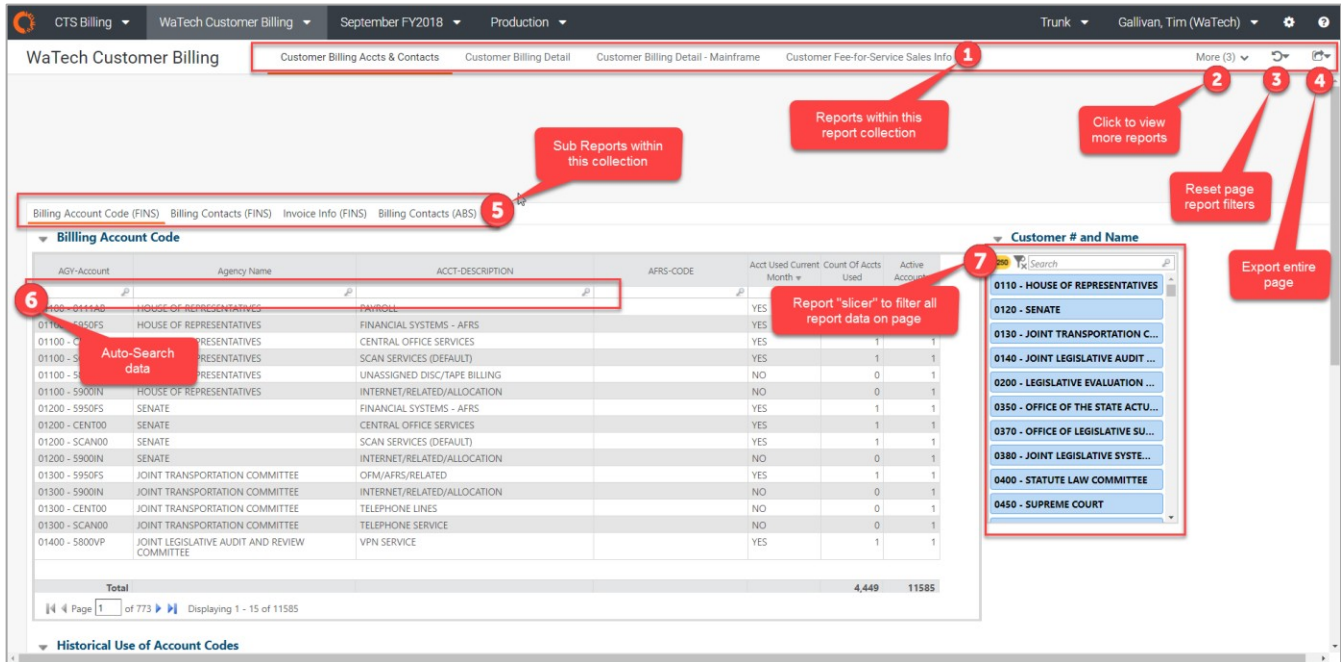 CTS Billing WaTech Customer Billing September FY2018 Production Trunk Gallivan, Tim (WaTech)
WaTech Customer Billing Customer Billing Accts & Contacts Customer Billing Detail Customer Billing Detail - Mainframe Customer Fee-for-Service Sales Info 1 More (3)
2 3 4
Reports within this
report collection
Click to view
more reports
Sub Reports within
this collection
Reset page
report filters
Export entire
page
Billing Account Code (FINS) Billing Contacts (FINS) Invoice Info (FINS) Billing Contacts (ABS) 5
Billling Account Code
Customer # and Name
AGY-Account Agency Name ACCT-DESCRIPTION AFRS-CODE Acct Used Current Month Count Of Accts Used Active
7 Search
6
Auto-Search
data
Report "slicer" to filter all
report data on page
01100 - 0111AB HOUSE OF REPRESENTATIVES PAYROLL YES
01100 - 5950FS HOUSE OF REPRESENTATIVES FINANCIAL SYSTEMS - AFRS YES
01100 - REPRESENTATIVES CENTRAL OFFICE SERVICES YES 1 1
01100 - REPRESENTATIVES SCAN SERVICES (DEFAULT) YES 1 1
01100 - REPRESENTATIVES UNASSIGNED DISC/TAPE BILLING NO 0 1
01100 - 5900IN HOUSE OF REPRESENTATIVES INTERNET/RELATED/ALLOCATION NO 0 1
01200 - 5950FS SENATE FINANCIAL SYSTEMS - AFRS YES 1 1
01200 - CENT00 SENATE CENTRAL OFFICE SERVICES YES 1 1
01200 - SCAN00 SENATE SCAN SERVICES (DEFAULT) YES 1 1
01200 - 5900IN SENATE INTERNET/RELATED/ALLOCATION NO 0 1
01300 - 5950FS JOINT TRANSPORTATION COMMITTEE OFM/AFRS/RELATED YES 1 1
01300 - 5900IN JOINT TRANSPORTATION COMMITTEE INTERNET/RELATED/ALLOCATION NO 0 1
01300 - CENT00 JOINT TRANSPORTATION COMMITTEE TELEPHONE LINES NO 0 1
01300 - SCAN00 JOINT TRANSPORTATION COMMITTEE TELEPHONE SERVICE NO 0 1
01400 - 5800VP JOINT LEGISLATIVE AUDIT AND REVIEW COMMITTEE VPN SERVICE YES 1 1
Total 4,449 11585
Page 1 of 773 Displaying 1 - 15 of 11585
0110 - HOUSE OF REPRESENTATIVES
0120 - SENATE
0130 - JOINT TRANSPORTATION C...
0140 - JOINT LEGISLATIVE AUDIT ...
0200 - LEGISLATIVE EVALUATION ...
0350 - OFFICE OF THE STATE ACTU...
0370 - OFFICE OF LEGISLATIVE SU...
0380 - JOINT LEGISLATIVE SYSTE...
0400 - STATUTE LAW COMMITTEE
0450 - SUPREME COURT
Historical Use of Account Codes